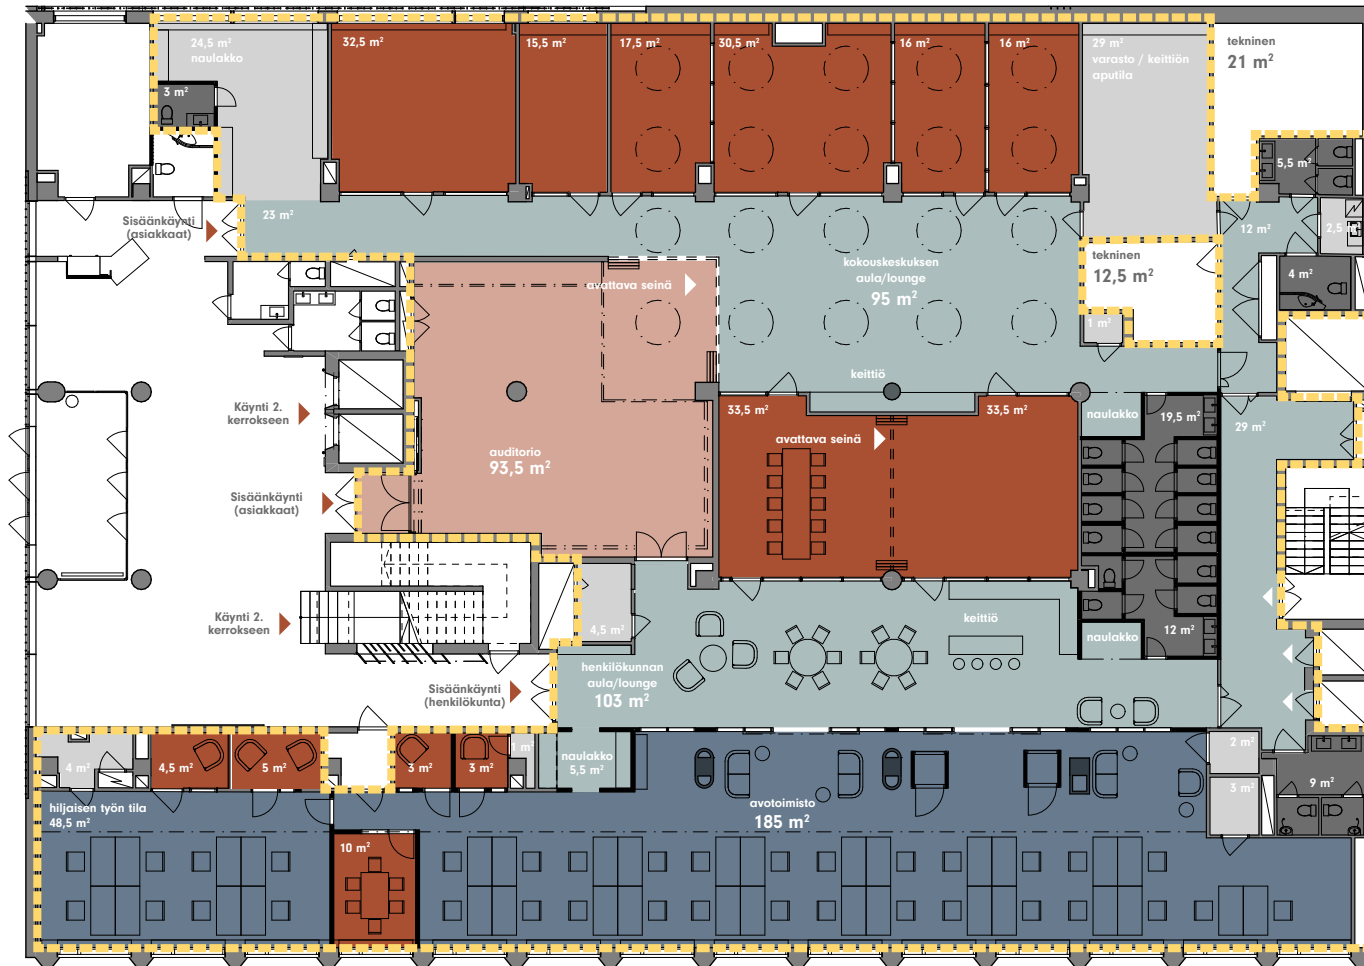 24,5 m²
naulakko
32,5 m²
15,5 m²
17,5 m²
30,5 m²
16 m²
16 m²
29 m²
varasto / keittiön
aputila
tekninen
21 m²
3 m²
5,5 m²
Sisäänkäynti
(asiakkaat)
23 m²
12 m²
2,5 m²
kokouskeskuksen
aula/lounge
95 m²
tekninen
12,5 m²
4 m²
avattava seinä
1 m²
keittiö
Käynti 2.
kerrokseen
33,5 m²
33,5 m²
naulakko
19,5 m²
29 m²
avattava seinä
auditorio
93,5 m²
Sisäänkäynti
(asiakkaat)
Käynti 2.
kerrokseen
4,5 m²
keittiö
12 m²
naulakko
henkilökunnan
aula/lounge
103 m²
Sisäänkäynti
(henkilökunta)
4 m²
4,5 m²
5 m²
3 m²
3 m²
1 m²
naulakko
5,5 m²
2 m²
3 m²
9 m²
hiljaisen työn tila
48,5 m²
avotoimisto
185 m²
10 m²